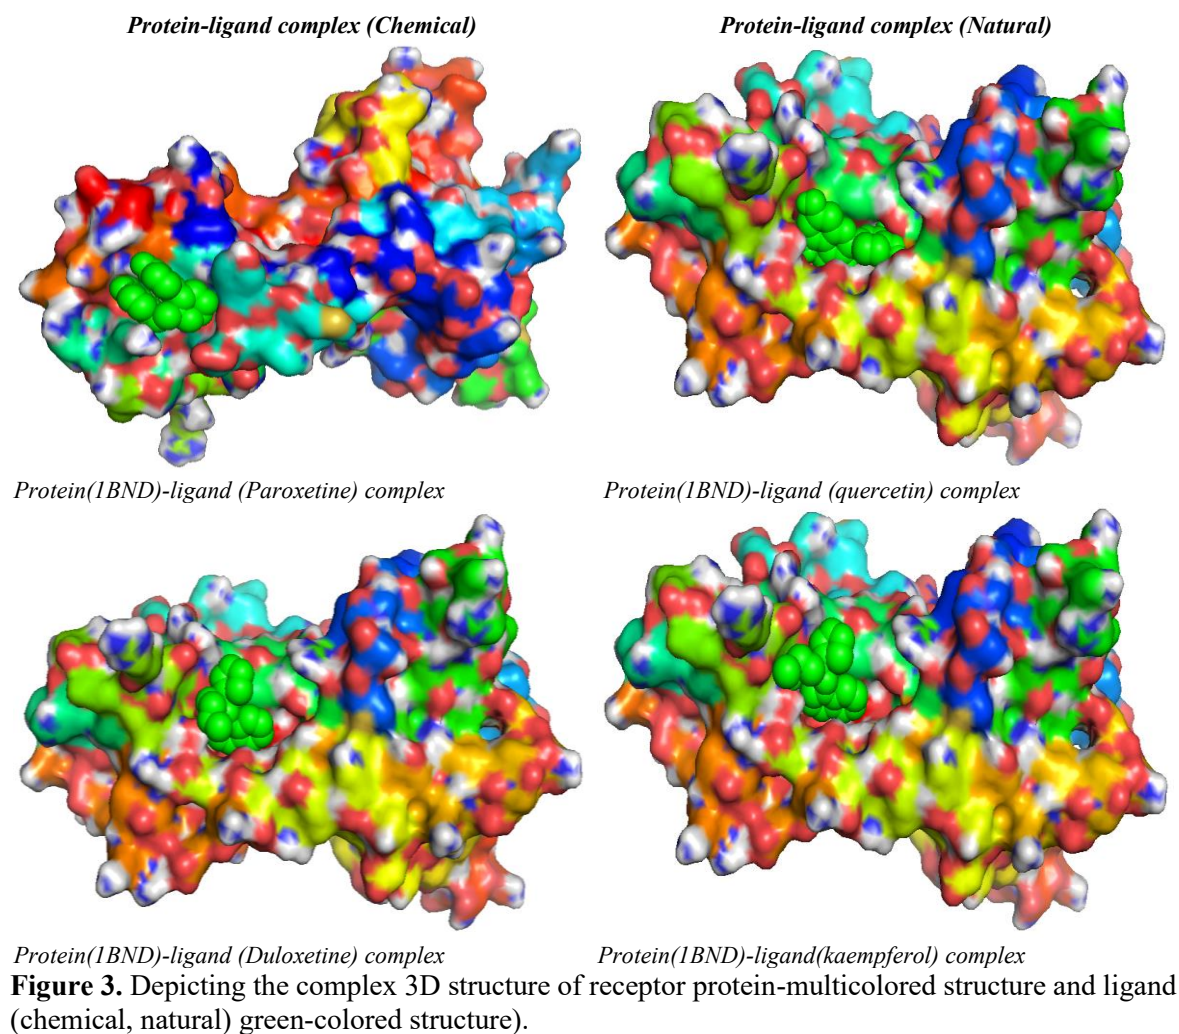 Protein-ligand complex (Chemical)
Protein-ligand complex (Natural)
Protein(1BND)-ligand (Paroxetine) complex
Protein(1BND)-ligand (quercetin) complex
Protein(1BND)-ligand (Duloxetine) complex
Protein(1BND)-ligand(kaempferol) complex
Figure 3. Depicting the complex 3D structure of receptor protein-multicolored structure and ligand
(chemical, natural) green-colored structure).